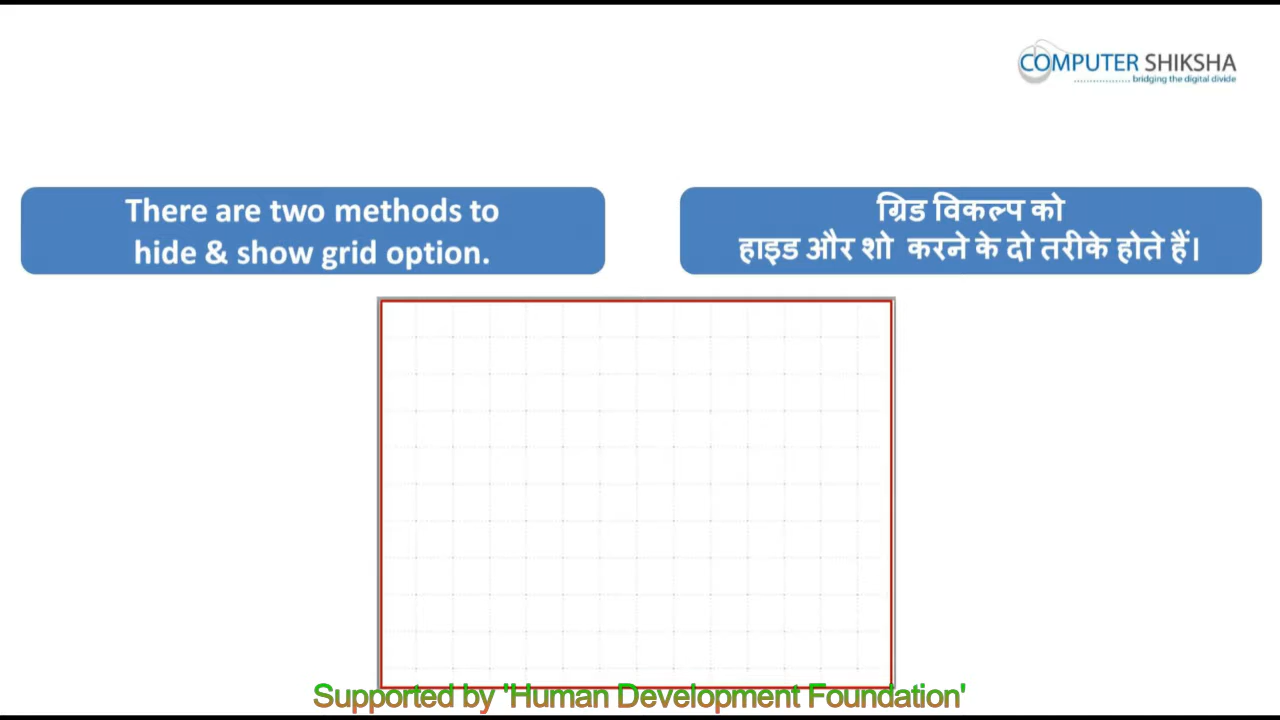 COMPUTER SHIKSHA
bridging the digital divide
There are two methods to
hide & show grid option.
ग्रिड विकल्प को
हाइड और शो करने के दो तरीके होते हैं।
Supported by 'Human Development Foundation'